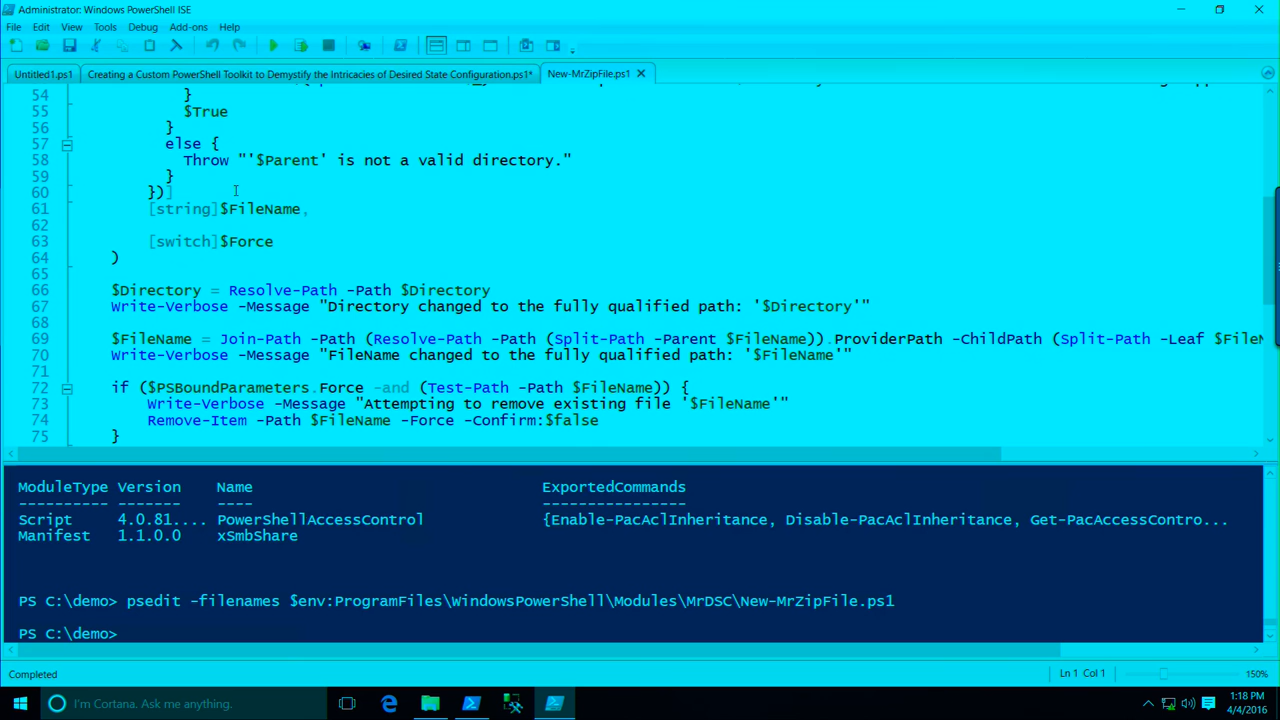 Administrator: Windows PowerShell ISE
File Edit View Tools Debug Add-ons Help
Untitled1.ps1 Creating a Custom PowerShell Toolkit to Demystify the Intricacies of Desired State Configuration.ps1* New-MrZipFile.ps1
54 }
55 $True
56 }
57 else {
58 Throw "'$Parent' is not a valid directory."
59 }
60 })]
61 [string]$FileName,
62
63 [switch]$Force
64 )
65
66 $Directory = Resolve-Path -Path $Directory
67 Write-Verbose -Message "Directory changed to the fully qualified path: '$Directory'"
68
69 $FileName = Join-Path -Path (Resolve-Path -Path (Split-Path -Parent $FileName)).ProviderPath -ChildPath (Split-Path -Leaf $FileN
70 Write-Verbose -Message "FileName changed to the fully qualified path: '$FileName'"
71
72 if ($PSBoundParameters.Force -and (Test-Path -Path $FileName)) {
73 Write-Verbose -Message "Attempting to remove existing file '$FileName'"
74 Remove-Item -Path $FileName -Force -Confirm:$false
75 }
ModuleType Version Name ExportedCommands
---------- ------- ---- ----------------
Script 4.0.81.... PowerShellAccessControl {Enable-PacAclInheritance, Disable-PacAclInheritance, Get-PacAccessContro...
Manifest 1.1.0.0 xSmbShare
PS C:\demo> psedit -filenames $env:ProgramFiles\WindowsPowerShell\Modules\MrDSC\New-MrZipFile.ps1
PS C:\demo>
Completed Ln 1 Col 1 150%
I'm Cortana. Ask me anything. 1:18 PM
4/4/2016